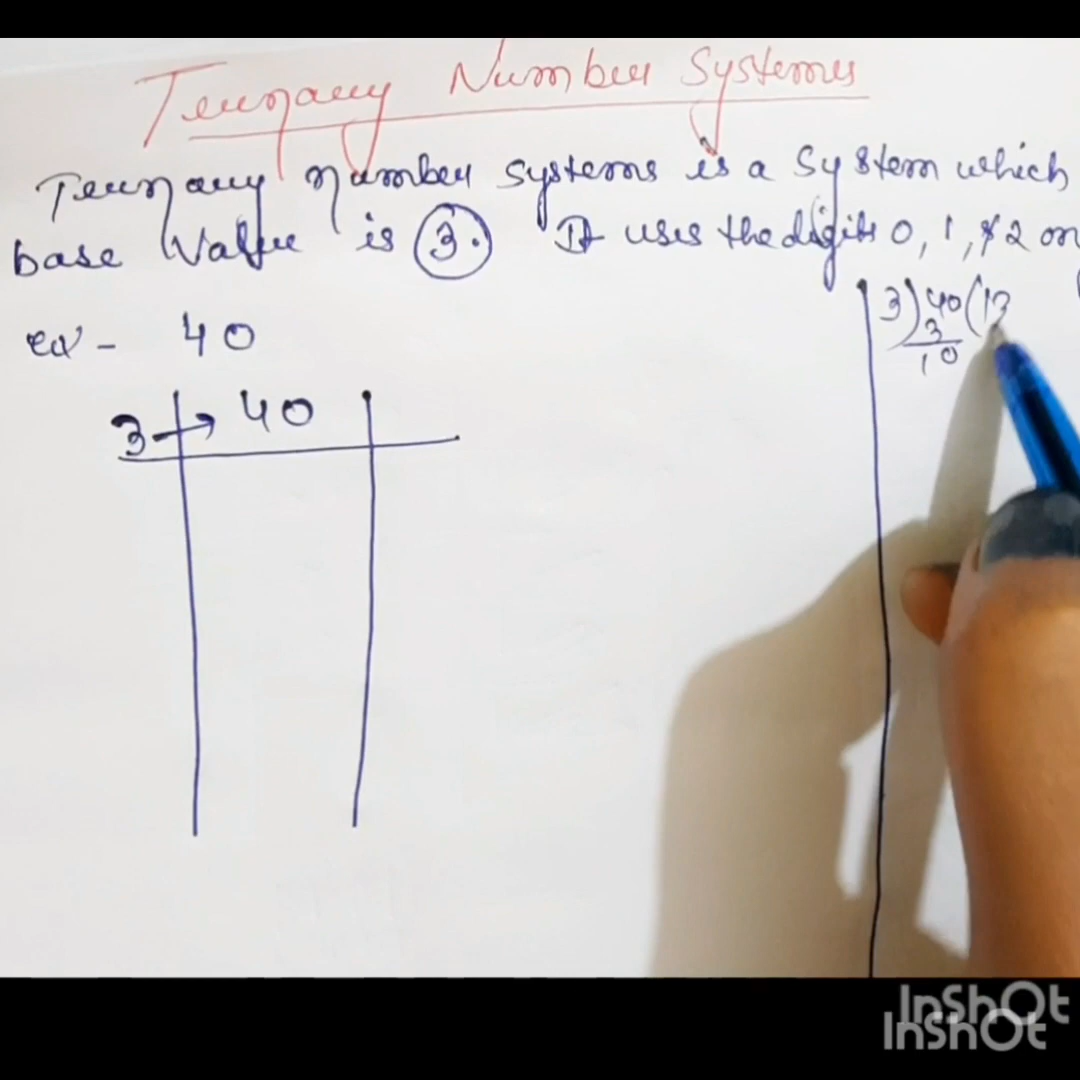 Ternary Number Systems
Ternary number systems is a system which
base value is 3. It uses the digits 0, 1, & 2 on
ex - 40
3 → 40
3) 40 (13
3
10
InShOt
InShOt